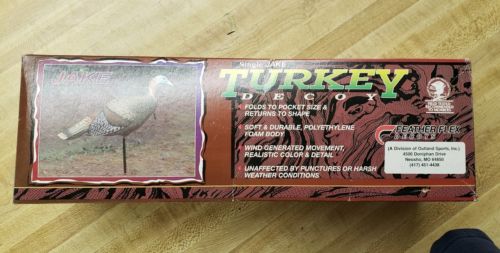 JAKE
Single JAKE
TURKEY
DECOY
• FOLDS TO POCKET SIZE &
RETURNS TO SHAPE
• SOFT & DURABLE, POLYETHYLENE
FOAM BODY
• WIND GENERATED MOVEMENT,
REALISTIC COLOR & DETAIL
• UNAFFECTED BY PUNCTURES OR HARSH
WEATHER CONDITIONS
FEATHER FLEX
DECOYS
(A Division of Outland Sports, Inc.)
4500 Doniphan Drive
Neosho, MO 64850
(417) 451-4438